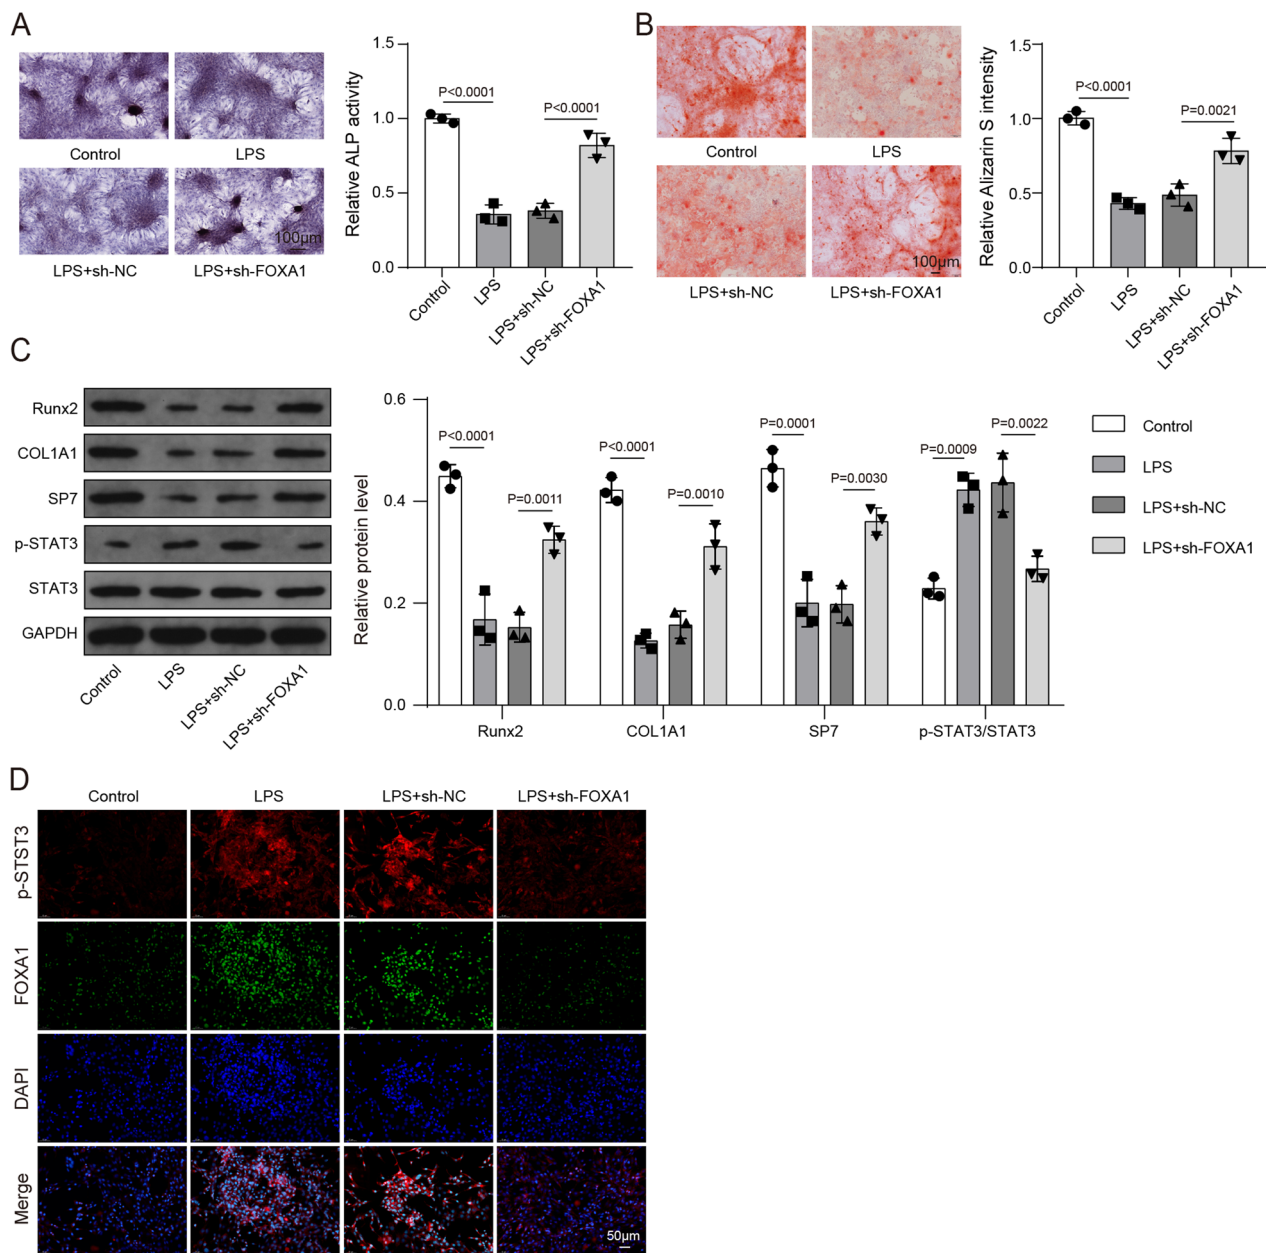 A
Control
LPS
LPS+sh-NC
LPS+sh-FOXA1
100μm
Relative ALP activity
1.5
1.0
0.5
0.0
P<0.0001
P<0.0001
Control
LPS
LPS+sh-NC
LPS+sh-FOXA1
B
Control
LPS
LPS+sh-NC
LPS+sh-FOXA1
100μm
Relative Alizarin S intensity
1.5
1.0
0.5
0.0
P<0.0001
P=0.0021
Control
LPS
LPS+sh-NC
LPS+sh-FOXA1
C
Runx2
COL1A1
SP7
p-STAT3
STAT3
GAPDH
Control
LPS
LPS+sh-NC
LPS+sh-FOXA1
Relative protein level
0.6
0.4
0.2
0.0
P<0.0001
P=0.0011
P<0.0001
P=0.0010
P=0.0001
P=0.0030
P=0.0009
P=0.0022
Runx2
COL1A1
SP7
p-STAT3/STAT3
Control
LPS
LPS+sh-NC
LPS+sh-FOXA1
D
Control
LPS
LPS+sh-NC
LPS+sh-FOXA1
p-STST3
FOXA1
DAPI
Merge
50μm